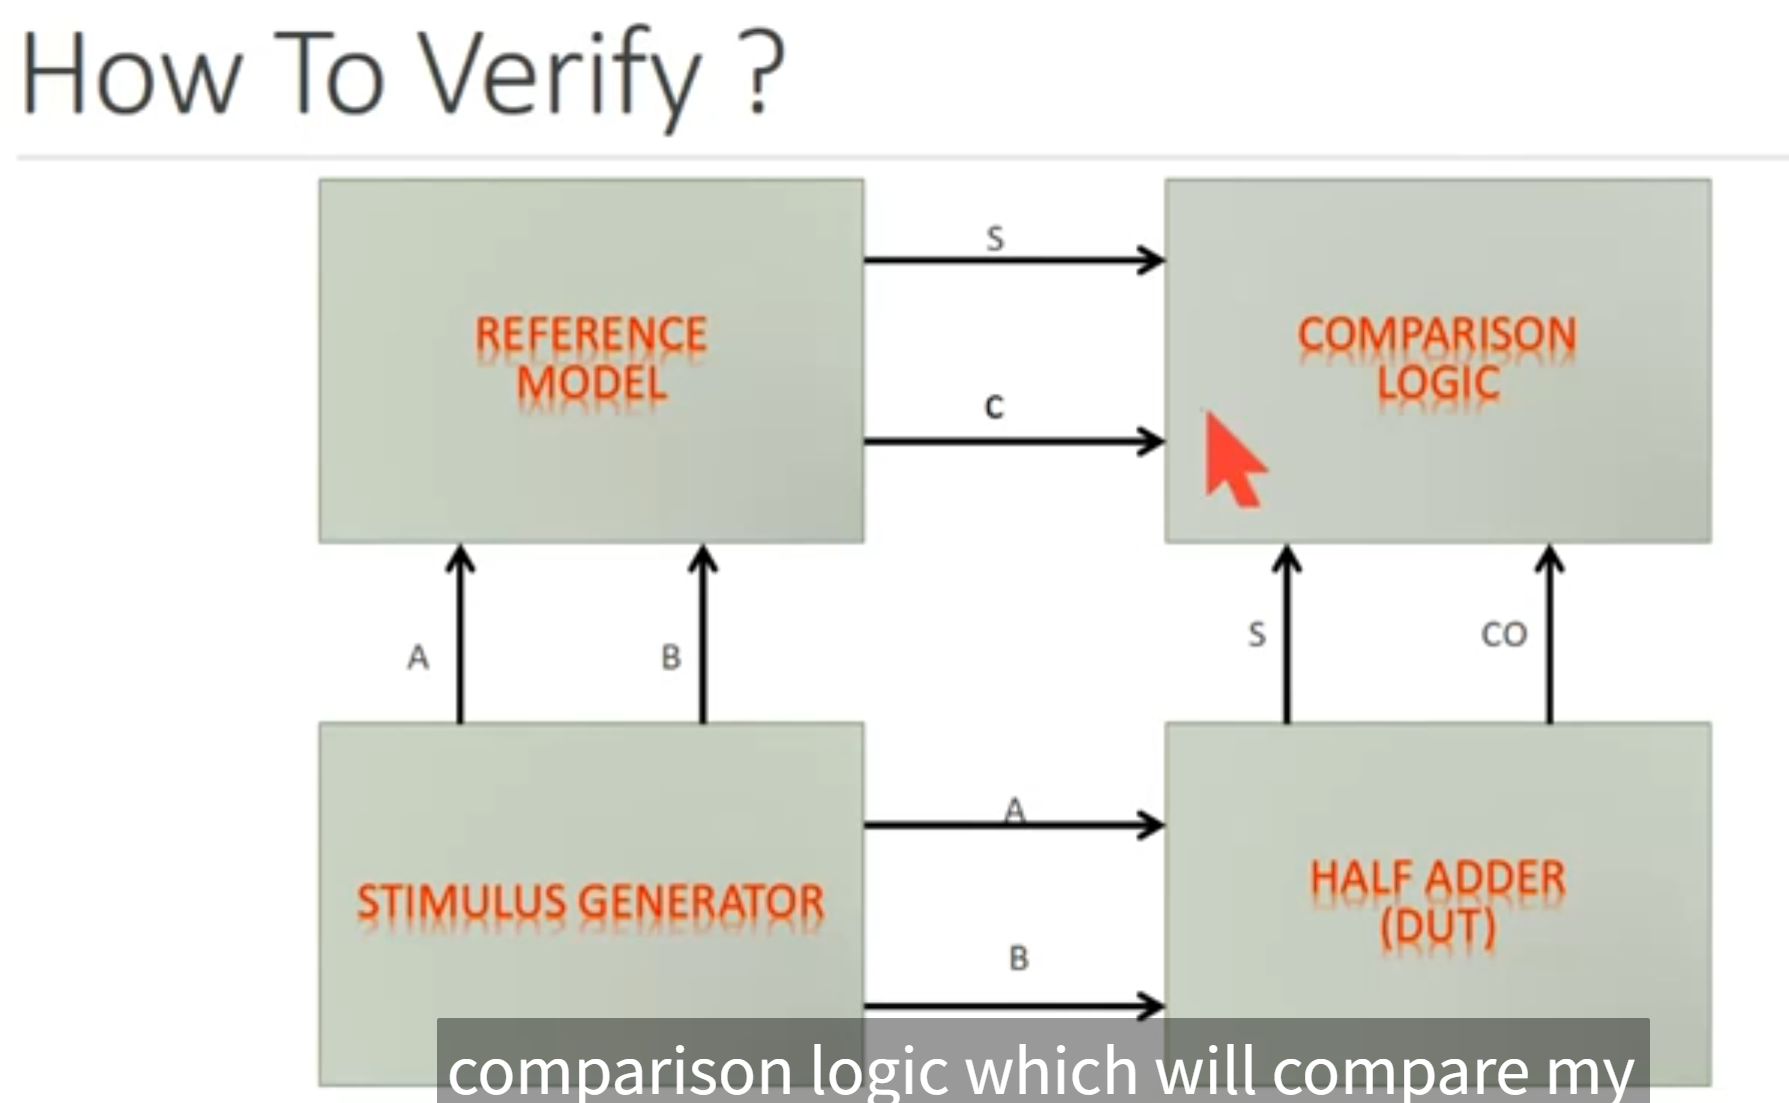 How To Verify ?
S
REFERENCE
MODEL
COMPARISON
LOGIC
C
A
B
S
CO
A
STIMULUS GENERATOR
HALF ADDER
(DUT)
B
comparison logic which will compare my